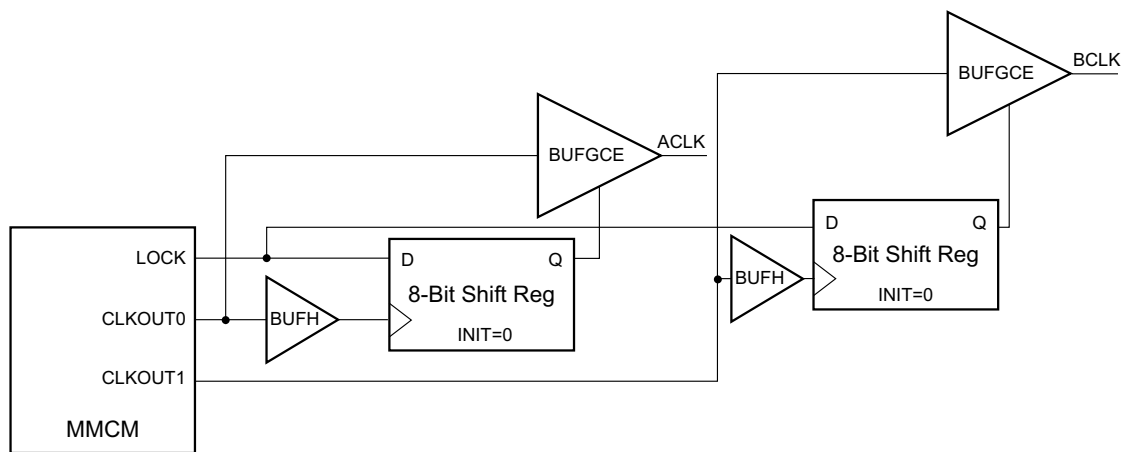 BUFGCE
BCLK
BUFGCE
ACLK
D
Q
8-Bit Shift Reg
INIT=0
BUFH
LOCK
D
Q
8-Bit Shift Reg
INIT=0
BUFH
CLKOUT0
CLKOUT1
MMCM